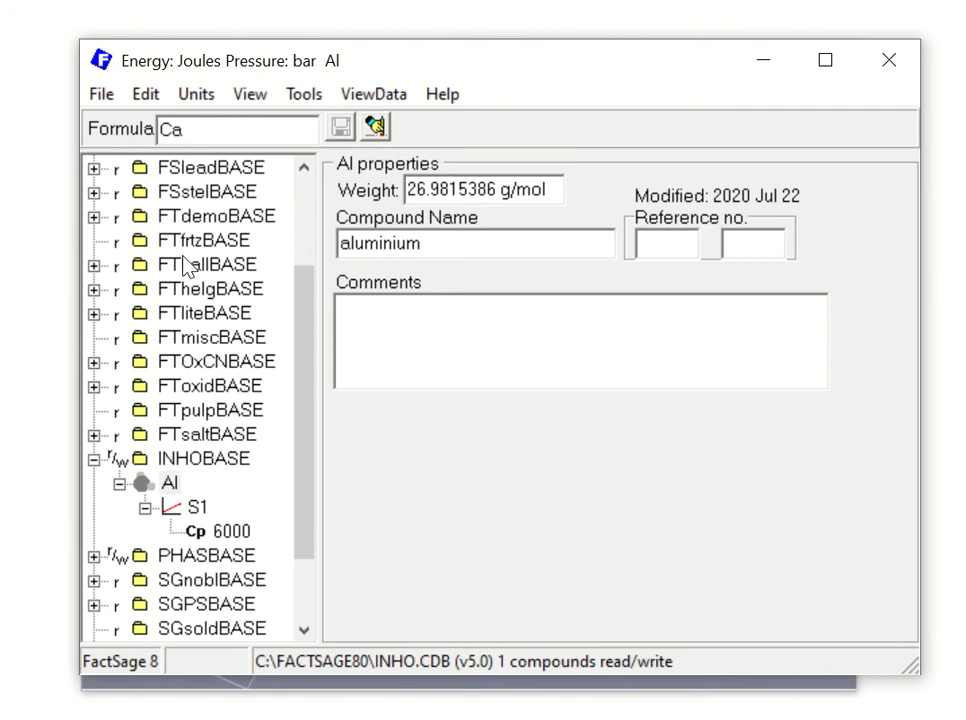 Energy: Joules Pressure: bar Al
File Edit Units View Tools ViewData Help
Formula Ca
r FSleadBASE
r FSstelBASE
r FTdemoBASE
r FTfrtzBASE
r FThallBASE
r FThelgBASE
r FTliteBASE
r FTmiscBASE
r FTOxCNBASE
r FToxidBASE
r FTpulpBASE
r FTsaltBASE
r/w INHOBASE
Al
S1
Cp 6000
r/w PHASBASE
r SGnoblBASE
r SGPSBASE
r SGsoldBASE
Al properties
Weight: 26.9815386 g/mol
Modified: 2020 Jul 22
Compound Name
Reference no.
aluminium
Comments
FactSage 8
C:\FACTSAGE80\INHO.CDB (v5.0) 1 compounds read/write